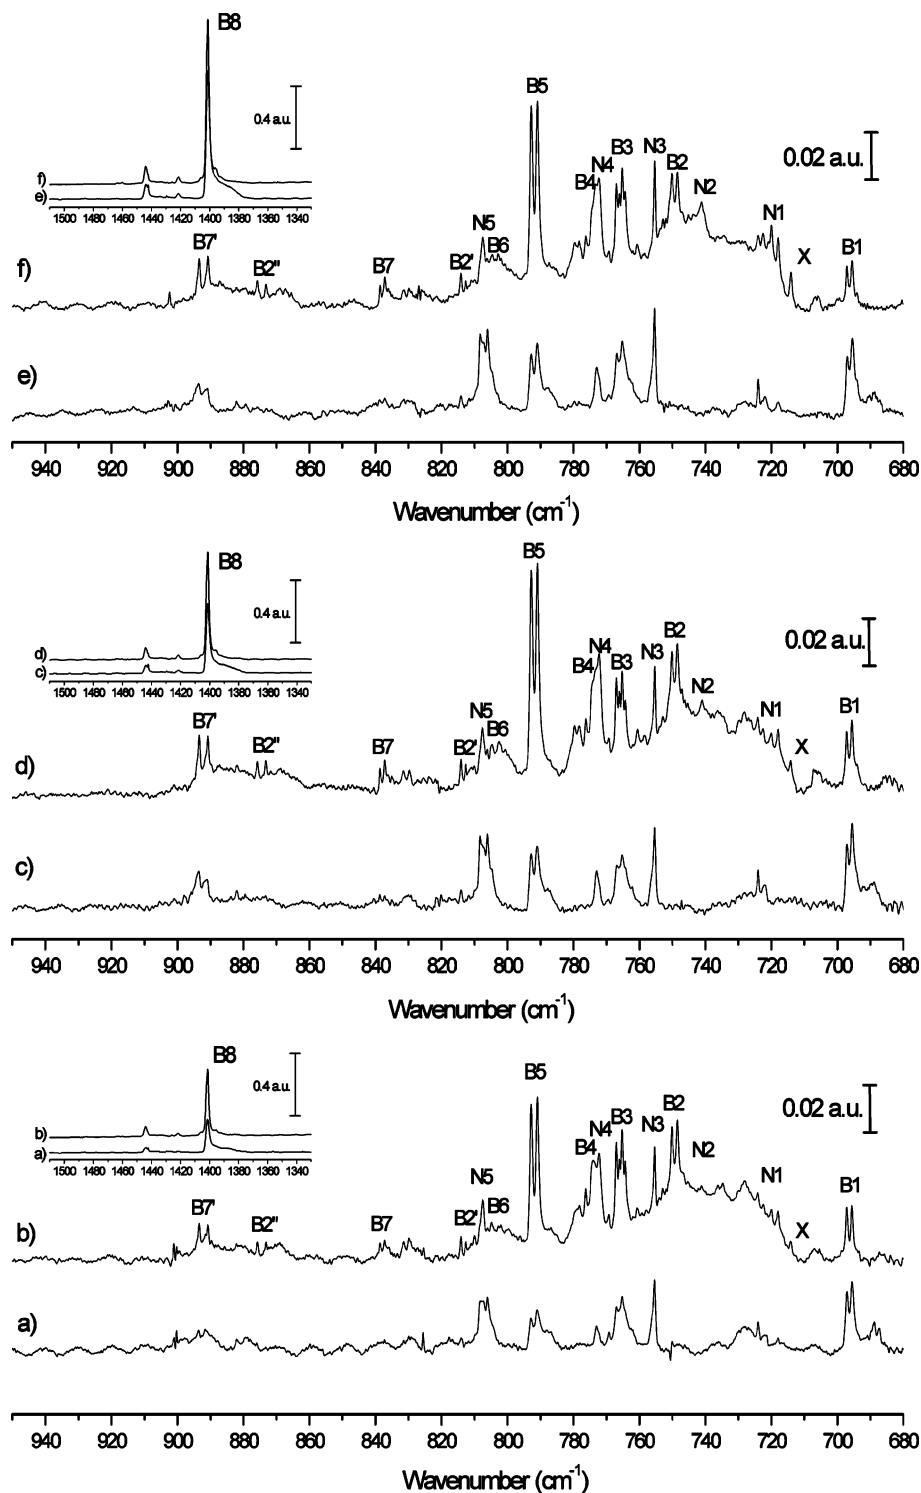 B8
0.4 a.u.
f)
e)
1500 1480 1460 1440 1420 1400 1380 1360 1340
B5
0.02 a.u.
B4 N4 B3 N3 B2 N2 N1 X B1
N5 B6
B7' B2'' B7 B2'
f)
e)
940 920 900 880 860 840 820 800 780 760 740 720 700 680
Wavenumber (cm-1)
B8
0.4 a.u.
d)
c)
1500 1480 1460 1440 1420 1400 1380 1360 1340
B5
0.02 a.u.
B4 N4 B3 N3 B2 N2 N1 X B1
N5 B6
B7' B2'' B7 B2'
d)
c)
940 920 900 880 860 840 820 800 780 760 740 720 700 680
Wavenumber (cm-1)
B8
0.4 a.u.
b)
a)
1500 1480 1460 1440 1420 1400 1380 1360 1340
B5
0.02 a.u.
B4 N4 B3 N3 B2 N2 N1 X B1
N5 B6
B7' B2'' B7 B2'
b)
a)
940 920 900 880 860 840 820 800 780 760 740 720 700 680
Wavenumber (cm-1)